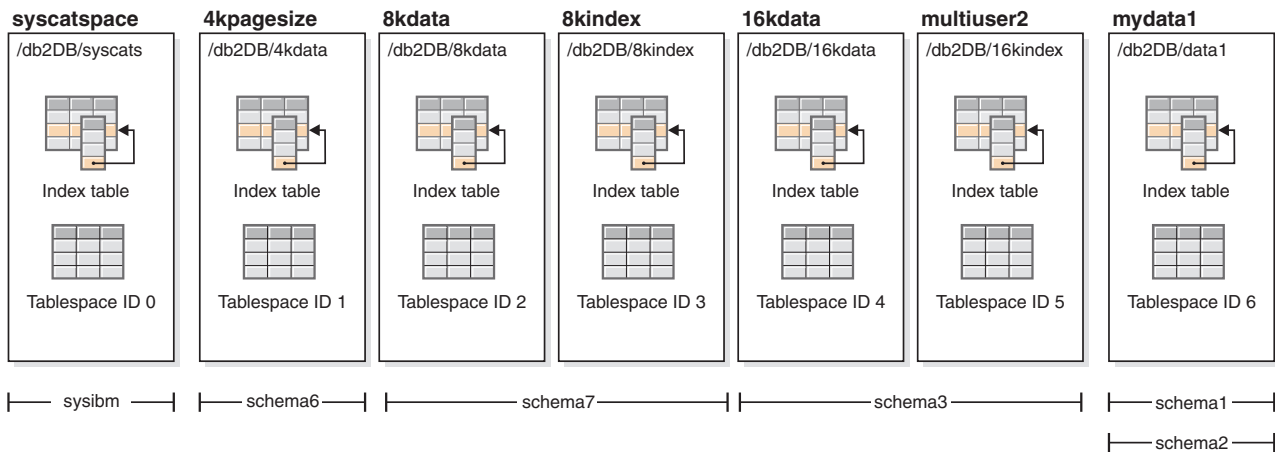 syscatspace
4kpagesize
8kdata
8kindex
16kdata
multiuser2
mydata1
/db2DB/syscats
/db2DB/4kdata
/db2DB/8kdata
/db2DB/8kindex
/db2DB/16kdata
/db2DB/16kindex
/db2DB/data1
Index table
Index table
Index table
Index table
Index table
Index table
Index table
Tablespace ID 0
Tablespace ID 1
Tablespace ID 2
Tablespace ID 3
Tablespace ID 4
Tablespace ID 5
Tablespace ID 6
sysibm
schema6
schema7
schema3
schema1
schema2